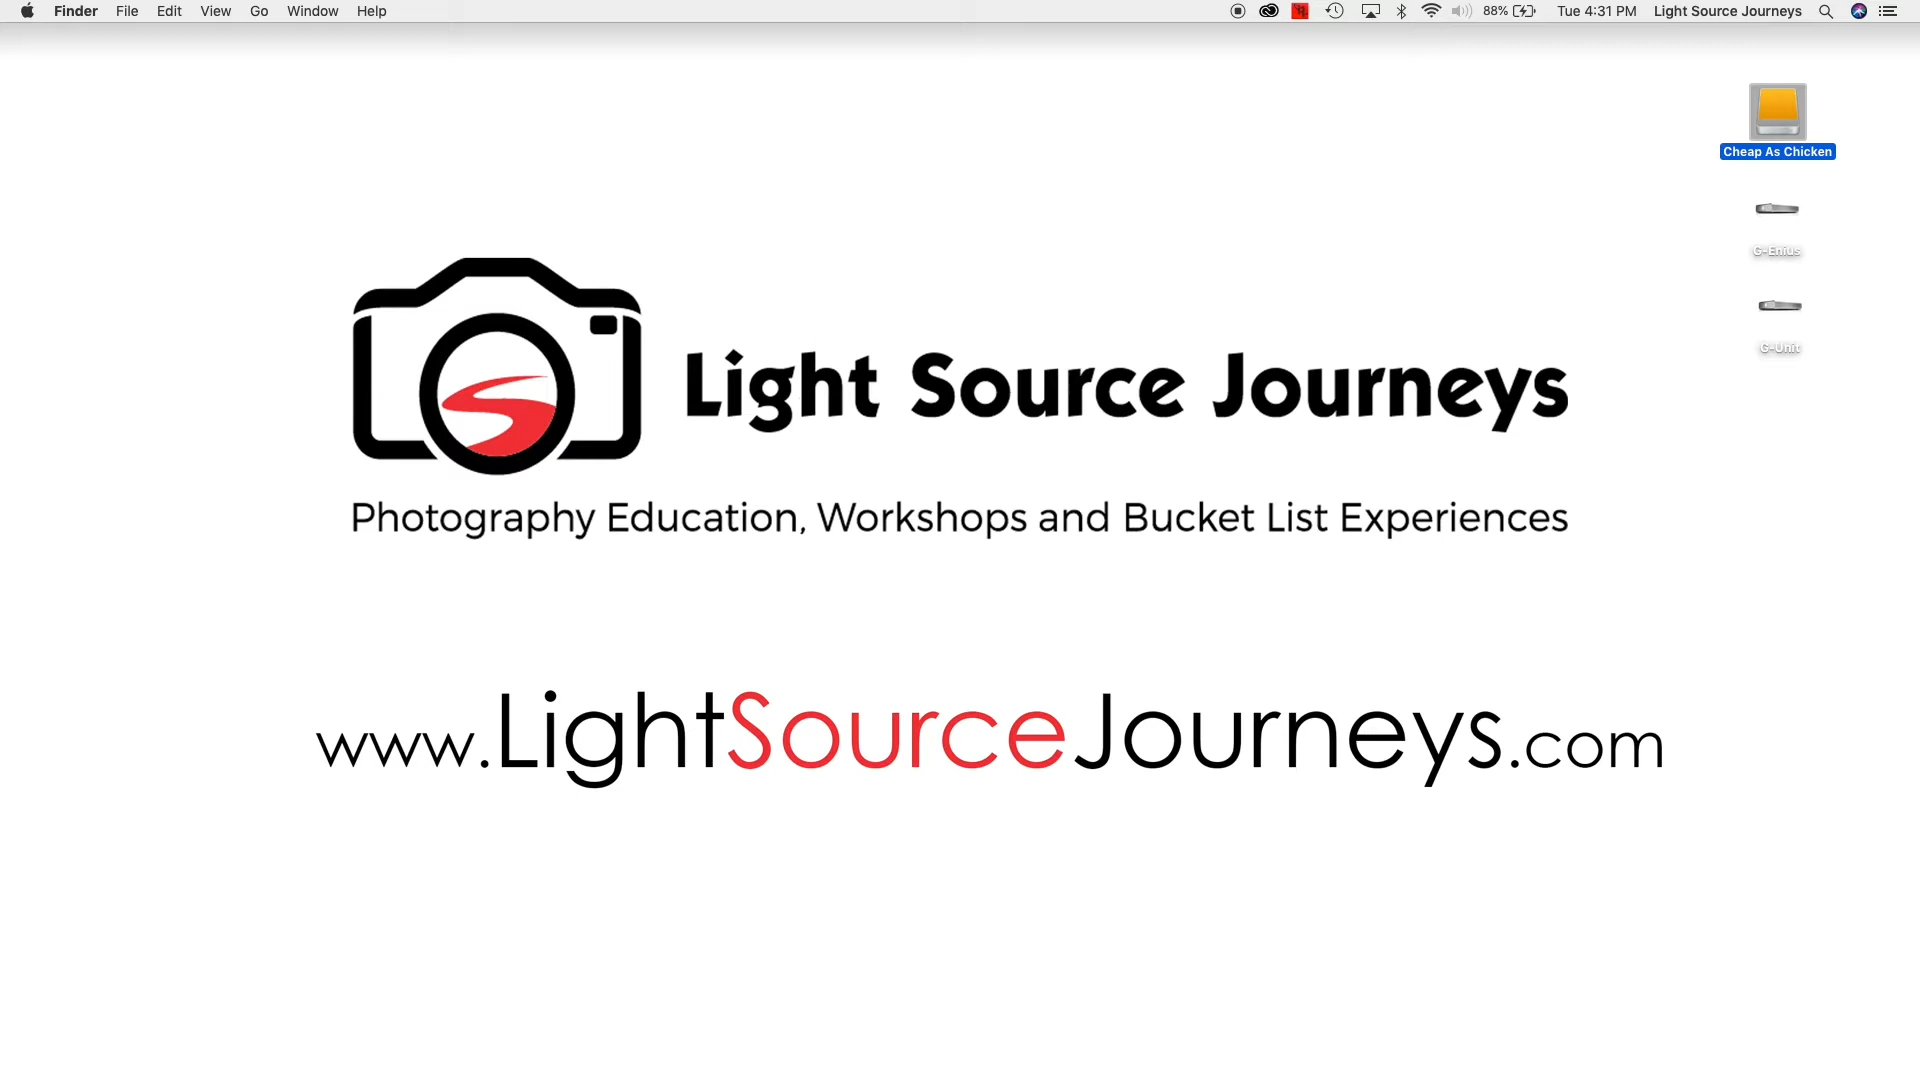 Finder File Edit View Go Window Help 88% Tue 4:31 PM Light Source Journeys
Cheap As Chicken
G-Enius
G-Unit
Light Source Journeys
Photography Education, Workshops and Bucket List Experiences
www.LightSourceJourneys.com